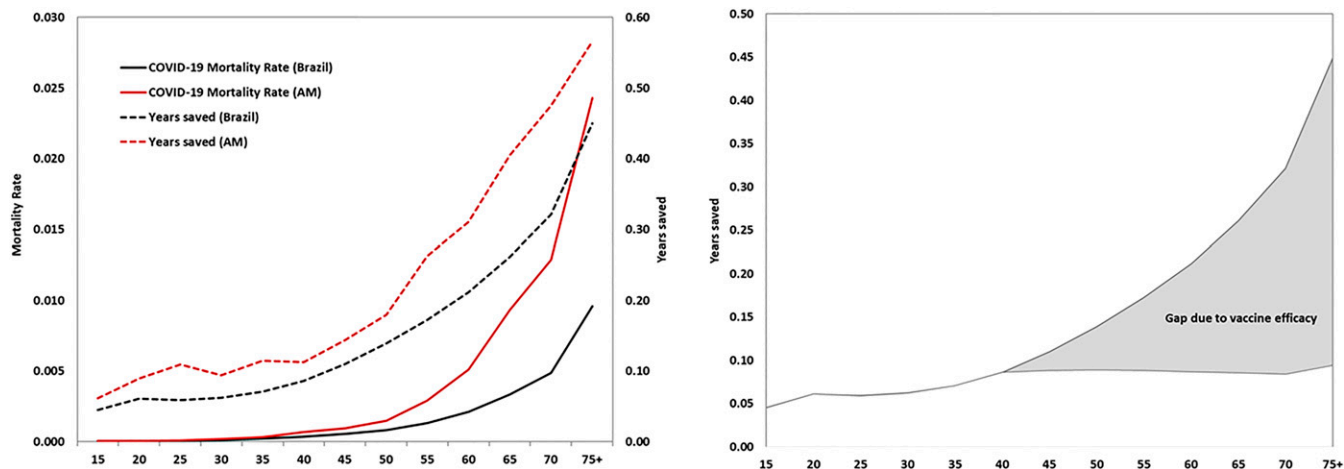 0.030
0.025
0.020
0.015
0.010
0.005
0.000
Mortality Rate
COVID-19 Mortality Rate (Brazil)
COVID-19 Mortality Rate (AM)
Years saved (Brazil)
Years saved (AM)
0.60
0.50
0.40
0.30
0.20
0.10
0.00
Years saved
15 20 25 30 35 40 45 50 55 60 65 70 75+
0.50
0.45
0.40
0.35
0.30
0.25
0.20
0.15
0.10
0.05
0.00
Years saved
Gap due to vaccine efficacy
15 20 25 30 35 40 45 50 55 60 65 70 75+